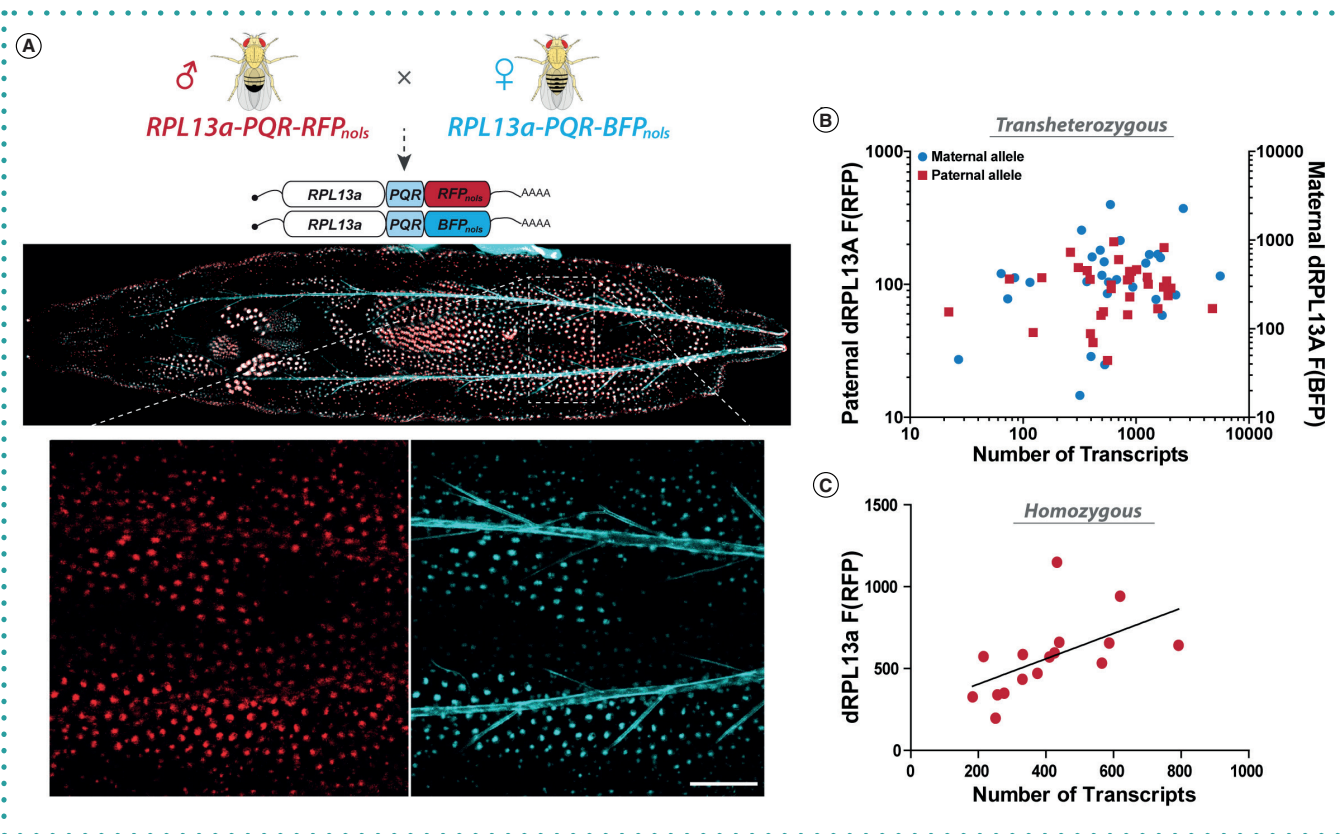 A
♂ × ♀
RPL13a-PQR-RFPnols RPL13a-PQR-BFPnols
RPL13a PQR RFPnols AAAA
RPL13a PQR BFPnols AAAA
B
Transheterozygous
Maternal allele
Paternal allele
Paternal dRPL13A F(RFP)
1000
100
10
Maternal dRPL13A F(BFP)
10000
1000
100
10
10 100 1000 10000
Number of Transcripts
C
Homozygous
dRPL13a F(RFP)
1500
1000
500
0
0 200 400 600 800 1000
Number of Transcripts